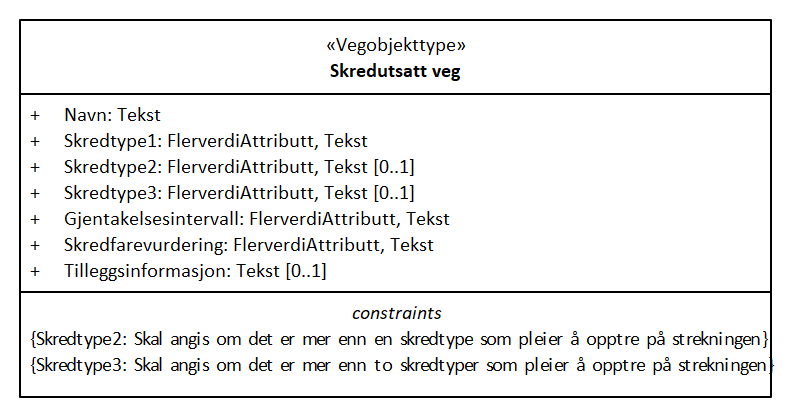 «Vegobjekttype»
Skredutsatt veg
+ Navn: Tekst
+ Skredtype1: FlerverdiAttributt, Tekst
+ Skredtype2: FlerverdiAttributt, Tekst [0..1]
+ Skredtype3: FlerverdiAttributt, Tekst [0..1]
+ Gjentakelsesintervall: FlerverdiAttributt, Tekst
+ Skredfarevurdering: FlerverdiAttributt, Tekst
+ Tilleggsinformasjon: Tekst [0..1]
constraints
{Skredtype2: Skal angis om det er mer enn en skredtype som pleier å opptre på strekningen}
{Skredtype3: Skal angis om det er mer enn to skredtyper som pleier å opptre på strekningen}